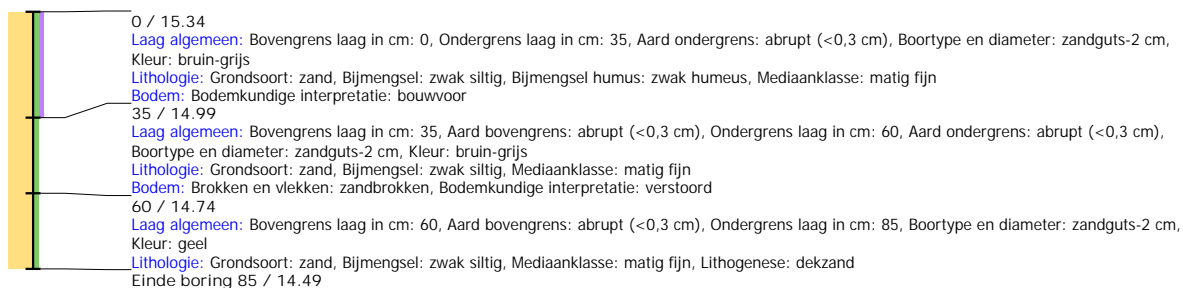 0 / 15.34
Laag algemeen: Bovengrens laag in cm: 0, Ondergrens laag in cm: 35, Aard ondergrens: abrupt (<0,3 cm), Boortype en diameter: zandguts-2 cm,
Kleur: bruin-grijs
Lithologie: Grondsoort: zand, Bijmengsel: zwak siltig, Bijmengsel humus: zwak humeus, Mediaanklasse: matig fijn
Bodem: Bodemkundige interpretatie: bouwvoor
35 / 14.99
Laag algemeen: Bovengrens laag in cm: 35, Aard bovengrens: abrupt (<0,3 cm), Ondergrens laag in cm: 60, Aard ondergrens: abrupt (<0,3 cm),
Boortype en diameter: zandguts-2 cm, Kleur: bruin-grijs
Lithologie: Grondsoort: zand, Bijmengsel: zwak siltig, Mediaanklasse: matig fijn
Bodem: Brokken en vlekken: zandbrokken, Bodemkundige interpretatie: verstoord
60 / 14.74
Laag algemeen: Bovengrens laag in cm: 60, Aard bovengrens: abrupt (<0,3 cm), Ondergrens laag in cm: 85, Boortype en diameter: zandguts-2 cm,
Kleur: geel
Lithologie: Grondsoort: zand, Bijmengsel: zwak siltig, Mediaanklasse: matig fijn, Lithogenese: dekzand
Einde boring 85 / 14.49